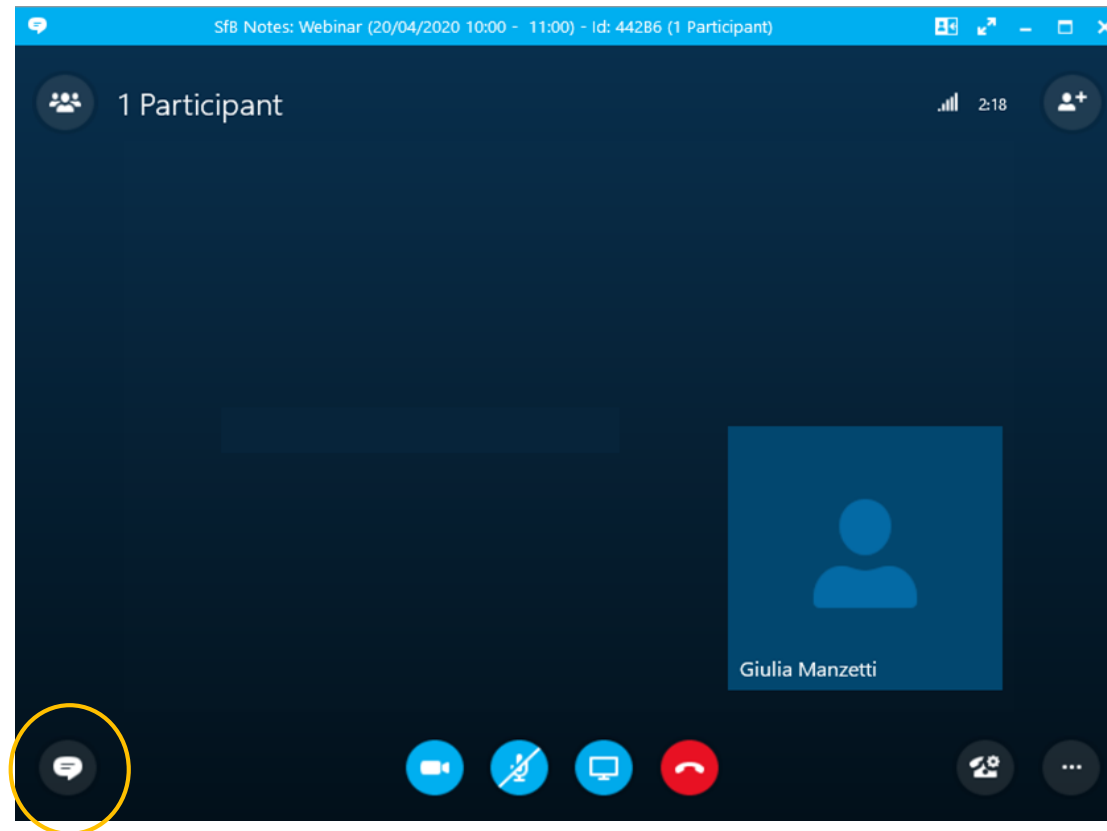 SfB Notes: Webinar (20/04/2020 10:00 - 11:00) - Id: 442B6 (1 Participant)
1 Participant
2:18
Giulia Manzetti